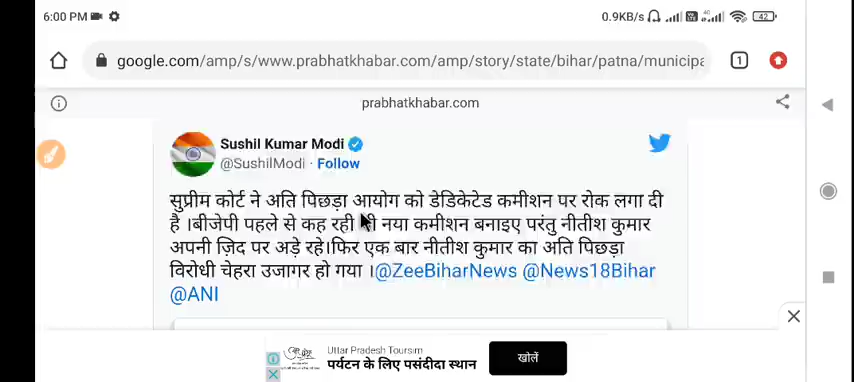 6:00 PM
0.9KB/s 4G 42
google.com/amp/s/www.prabhatkhabar.com/amp/story/state/bihar/patna/municipa
1
prabhatkhabar.com
Sushil Kumar Modi
@SushilModi · Follow
सुप्रीम कोर्ट ने अति पिछड़ा आयोग को डेडिकेटेड कमीशन पर रोक लगा दी
है ।बीजेपी पहले से कह रही थी नया कमीशन बनाइए परंतु नीतीश कुमार
अपनी ज़िद पर अड़े रहे।फिर एक बार नीतीश कुमार का अति पिछड़ा
विरोधी चेहरा उजागर हो गया ।@ZeeBiharNews @News18Bihar
@ANI
Uttar Pradesh Tourism
पर्यटन के लिए पसंदीदा स्थान
खोलें